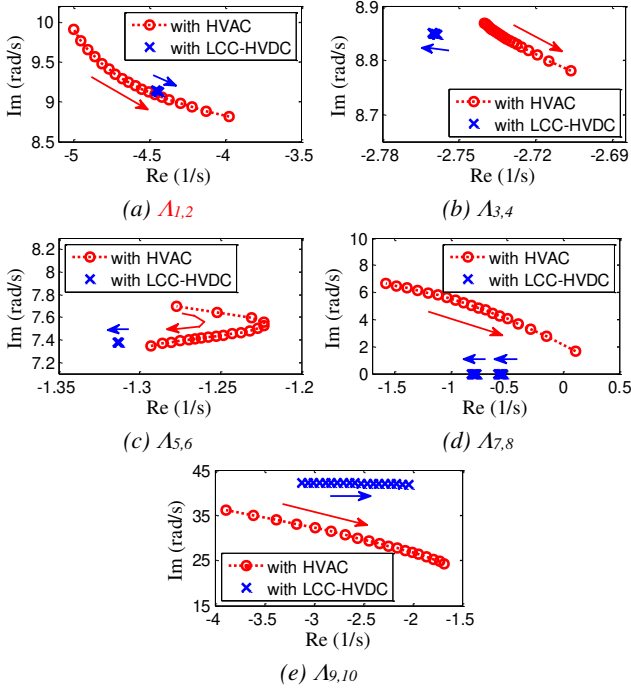 10
9.5
9
8.5
Im (rad/s)
with HVAC
with LCC-HVDC
-5 -4.5 -4 -3.5
Re (1/s)
(a) Λ1,2
3.9
8.8
8.7
8.65
Im (rad/s)
with HVAC
with LCC-HVDC
-2.78 -2.75 -2.72 -2.69
Re (1/s)
(b) Λ3,4
8.2
7.8
7.6
7.4
7.2
Im (rad/s)
with HVAC
with LCC-HVDC
-1.35 -1.3 -1.25 -1.2
Re (1/s)
(c) Λ5,6
10
8
6
4
2
0
Im (rad/s)
with HVAC
with LCC-HVDC
-1.5 -1 -0.5 0 0.5
Re (1/s)
(d) Λ7,8
45
35
25
15
Im (rad/s)
with HVAC
with LCC-HVDC
-4 -3.5 -3 -2.5 -2 -1.5
Re (1/s)
(e) Λ9,10